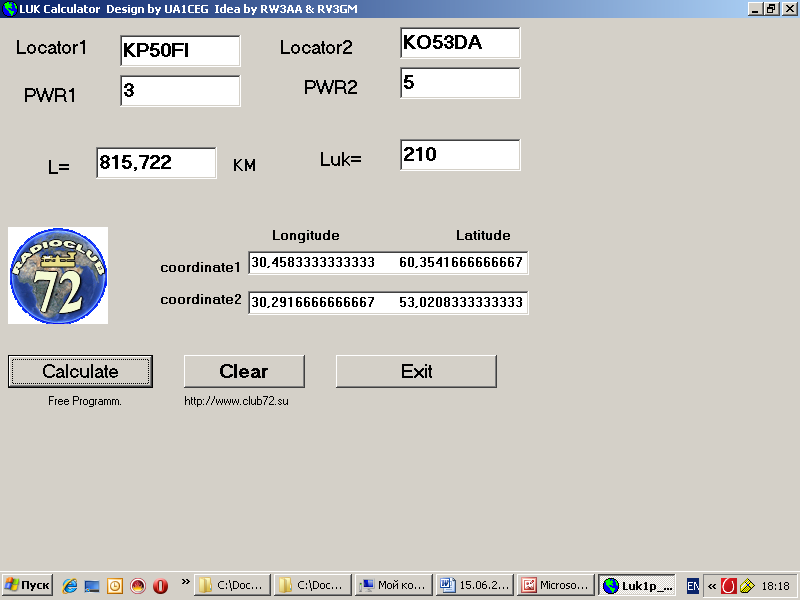 LUK Calculator Design by UA1CEG Idea by RW3AA & RV3GM
Locator1 KP50FI Locator2 KO53DA
PWR1 3 PWR2 5
L= 815,722 KM Luk= 210
Longitude Latitude
RADIOCLUB
72
coordinate1 30,4583333333333 60,3541666666667
coordinate2 30,2916666666667 53,0208333333333
Calculate Clear Exit
Free Programm. http://www.club72.su
Пуск » C:\Doc... C:\Doc... Мой ко... 15.06.2... Microso... Luk1p_... EN « 18:18